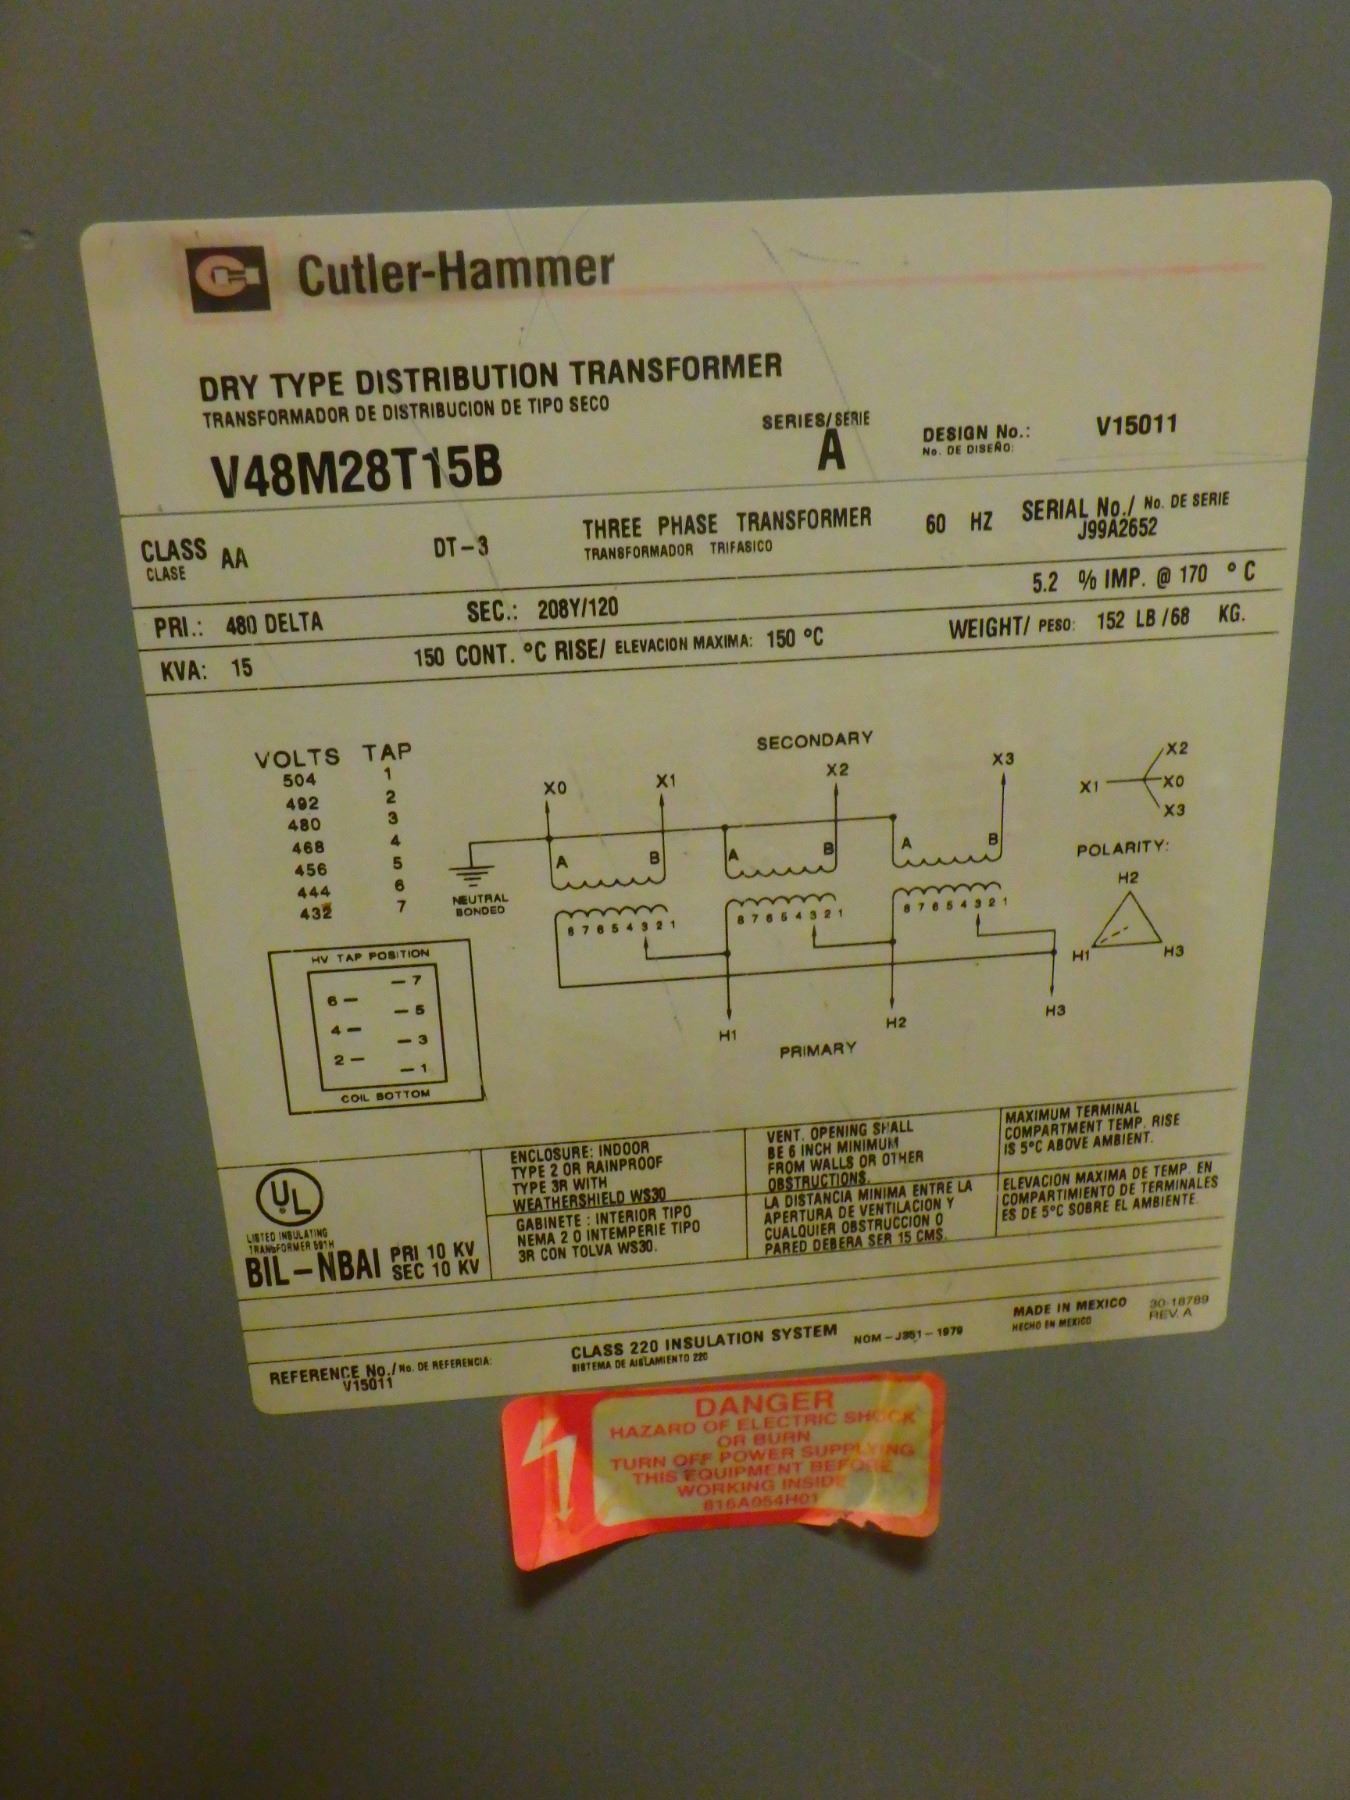 Cutler-Hammer
DRY TYPE DISTRIBUTION TRANSFORMER
TRANSFORMADOR DE DISTRIBUCION DE TIPO SECO
V48M28T15B
SERIES/SERIE
A
DESIGN No.: V15011
No. DE DISEÑO:
CLASS AA
CLASE
DT-3
THREE PHASE TRANSFORMER
TRANSFORMADOR TRIFASICO
60 HZ
SERIAL No./ No. DE SERIE
J99A2652
PRI.: 480 DELTA SEC.: 208Y/120 5.2 % IMP. @ 170 °C
KVA: 15 150 CONT. °C RISE/ ELEVACION MAXIMA: 150 °C WEIGHT/ PESO: 152 LB /68 KG.
VOLTS TAP
504 1
492 2
480 3
468 4
456 5
444 6
432 7
HV TAP POSITION
6 — — 7
4 — — 5
2 — — 3
— 1
COIL BOTTOM
SECONDARY
X0 X1 X2 X3
A B A B A B
NEUTRAL
BONDED
8 7 6 5 4 3 2 1 8 7 6 5 4 3 2 1 8 7 6 5 4 3 2 1
H1 H2 H3
PRIMARY
X2
X1 X0
X3
POLARITY:
H2
H1 H3
UL
LISTED INSULATING
TRANSFORMER 591H
BIL-NBAI PRI 10 KV
SEC 10 KV
ENCLOSURE: INDOOR
TYPE 2 OR RAINPROOF
TYPE 3R WITH
WEATHERSHIELD WS30
GABINETE : INTERIOR TIPO
NEMA 2 O INTEMPERIE TIPO
3R CON TOLVA WS30.
VENT. OPENING SHALL
BE 6 INCH MINIMUM
FROM WALLS OR OTHER
OBSTRUCTIONS.
LA DISTANCIA MINIMA ENTRE LA
APERTURA DE VENTILACION Y
CUALQUIER OBSTRUCCION O
PARED DEBERA SER 15 CMS.
MAXIMUM TERMINAL
COMPARTMENT TEMP. RISE
IS 5°C ABOVE AMBIENT.
ELEVACION MAXIMA DE TEMP. EN
COMPARTIMIENTO DE TERMINALES
ES DE 5°C SOBRE EL AMBIENTE.
REFERENCE No./ No. DE REFERENCIA:
V15011
CLASS 220 INSULATION SYSTEM
SISTEMA DE AISLAMIENTO 220
NOM-J351-1979
MADE IN MEXICO
HECHO EN MEXICO
30-18789
REV. A
DANGER
HAZARD OF ELECTRIC SHOCK
OR BURN
TURN OFF POWER SUPPLYING
THIS EQUIPMENT BEFORE
WORKING INSIDE
816A054H01